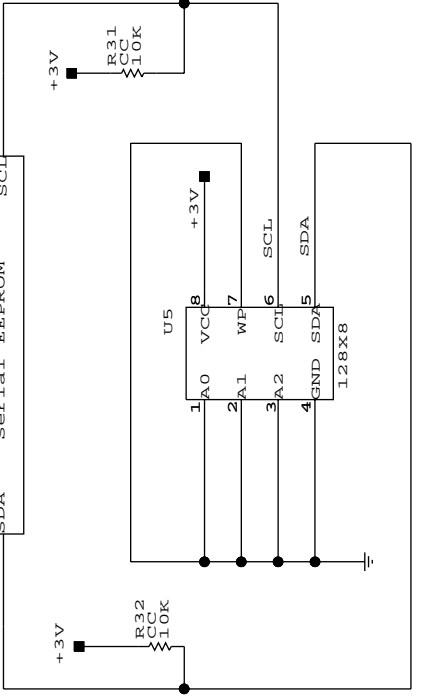 +3V
R31
CC
10K
SCL
Serial EEPROM
SDA
+3V
SCL
SDA
U5
8
7
6
5
VCC
WP
SCL
SDA
A0
A1
A2
GND
1
2
3
4
128X8
+3V
R32
CC
10K